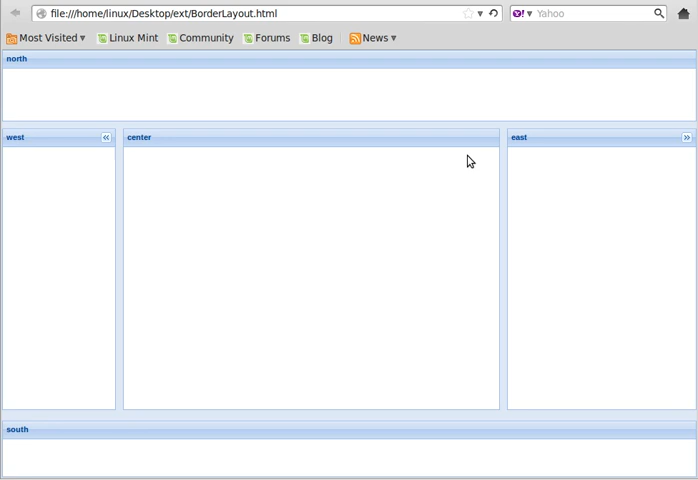 file:///home/linux/Desktop/ext/BorderLayout.html
Yahoo
Most Visited Linux Mint Community Forums Blog News
north
west center east
south